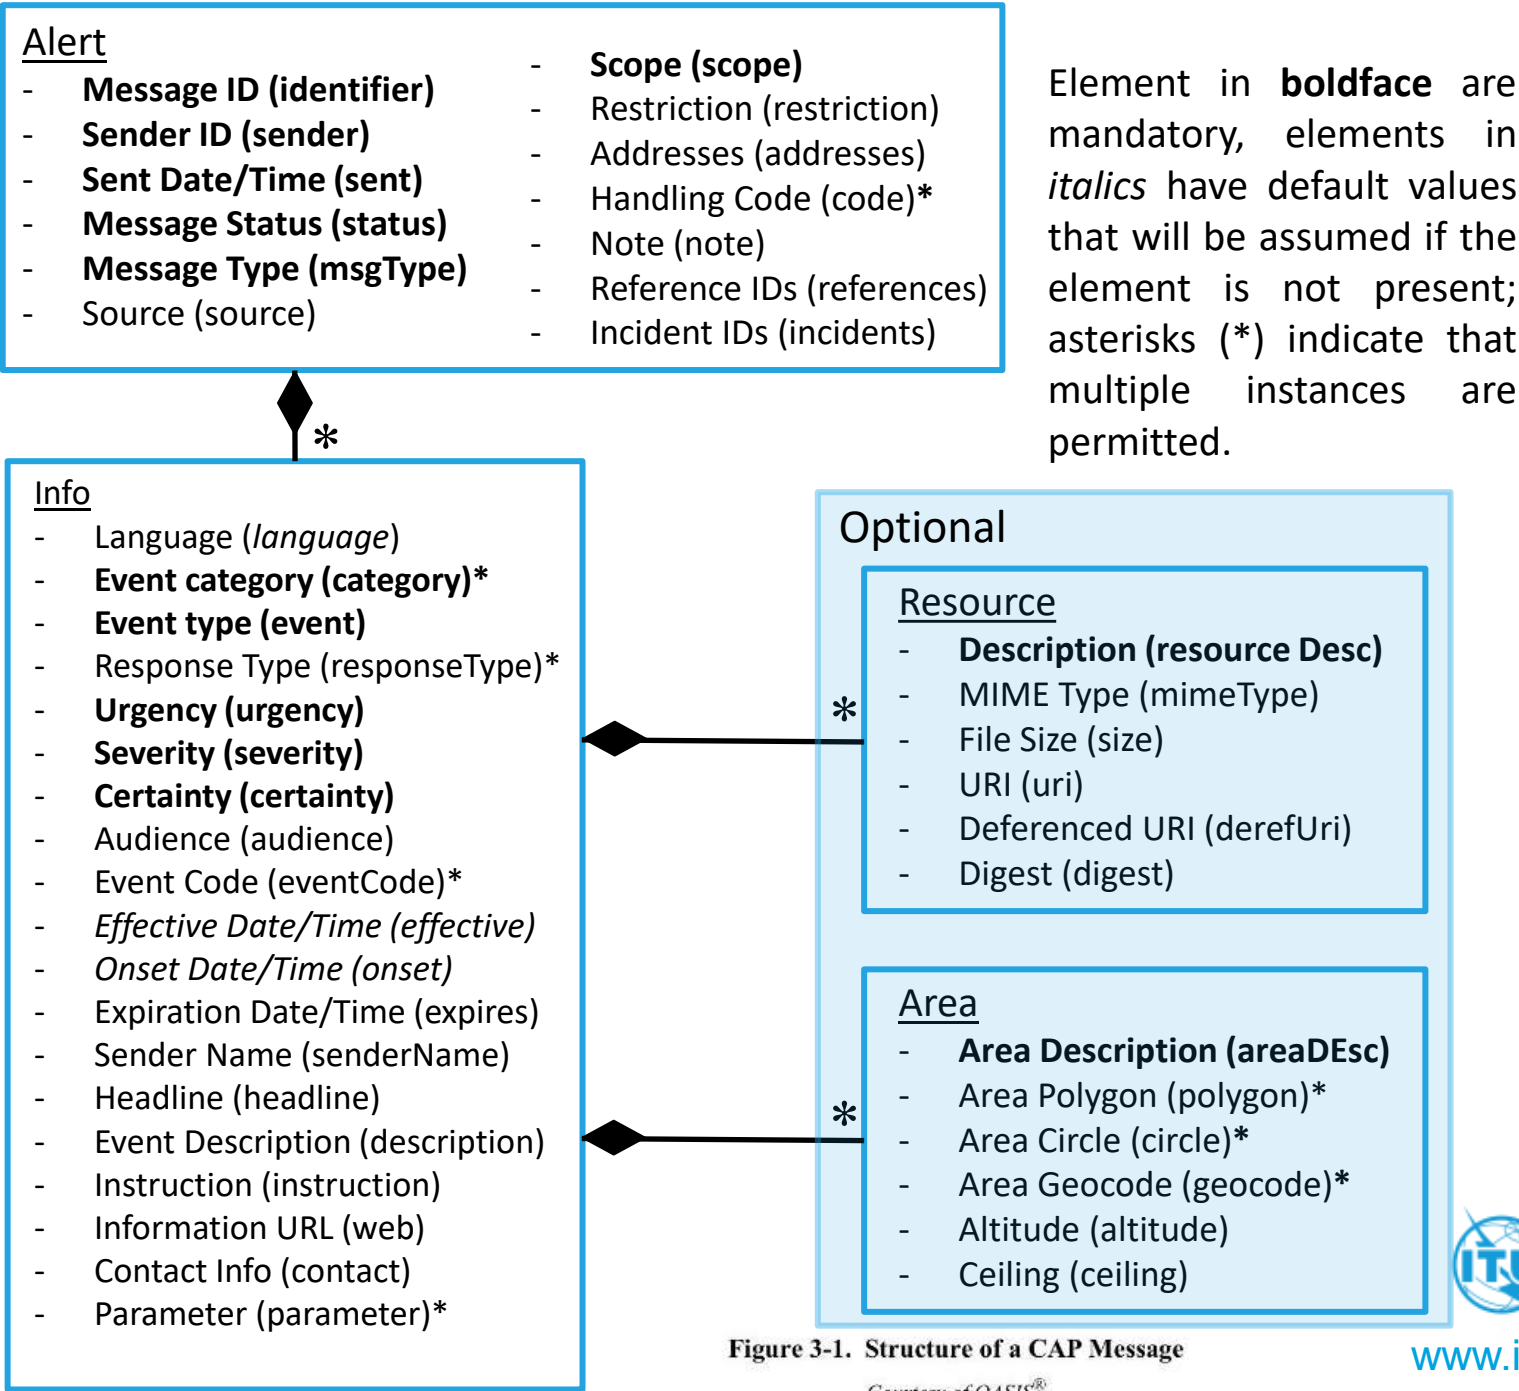 Alert
- Message ID (identifier)
- Sender ID (sender)
- Sent Date/Time (sent)
- Message Status (status)
- Message Type (msgType)
- Source (source)
- Scope (scope)
- Restriction (restriction)
- Addresses (addresses)
- Handling Code (code)*
- Note (note)
- Reference IDs (references)
- Incident IDs (incidents)
Element in boldface are
mandatory, elements in
italics have default values
that will be assumed if the
element is not present;
asterisks (*) indicate that
multiple instances are
permitted.
*
Info
- Language (language)
- Event category (category)*
- Event type (event)
- Response Type (responseType)*
- Urgency (urgency)
- Severity (severity)
- Certainty (certainty)
- Audience (audience)
- Event Code (eventCode)*
- Effective Date/Time (effective)
- Onset Date/Time (onset)
- Expiration Date/Time (expires)
- Sender Name (senderName)
- Headline (headline)
- Event Description (description)
- Instruction (instruction)
- Information URL (web)
- Contact Info (contact)
- Parameter (parameter)*
Optional
*
Resource
- Description (resource Desc)
- MIME Type (mimeType)
- File Size (size)
- URI (uri)
- Deferenced URI (derefUri)
- Digest (digest)
*
Area
- Area Description (areaDEsc)
- Area Polygon (polygon)*
- Area Circle (circle)*
- Area Geocode (geocode)*
- Altitude (altitude)
- Ceiling (ceiling)
Figure 3-1. Structure of a CAP Message
Courtesy of OASIS®
ITU
www.i